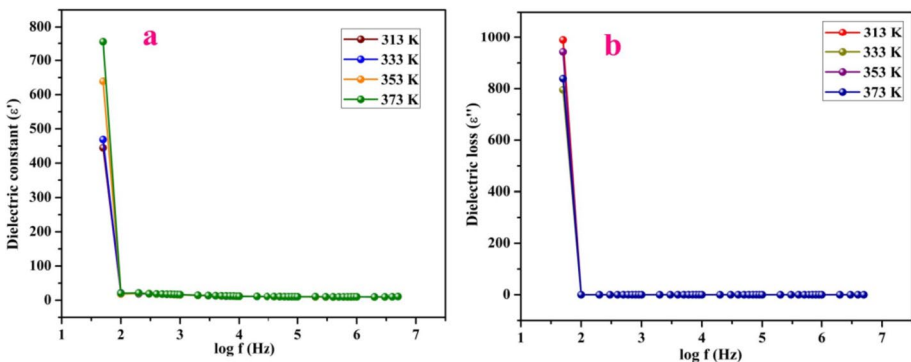 a
313 K
333 K
353 K
373 K
Dielectric constant (ε')
800
700
600
500
400
300
200
100
0
1 2 3 4 5 6 7
log f (Hz)
b
313 K
333 K
353 K
373 K
Dielectric loss (ε'')
1000
800
600
400
200
0
1 2 3 4 5 6 7
log f (Hz)